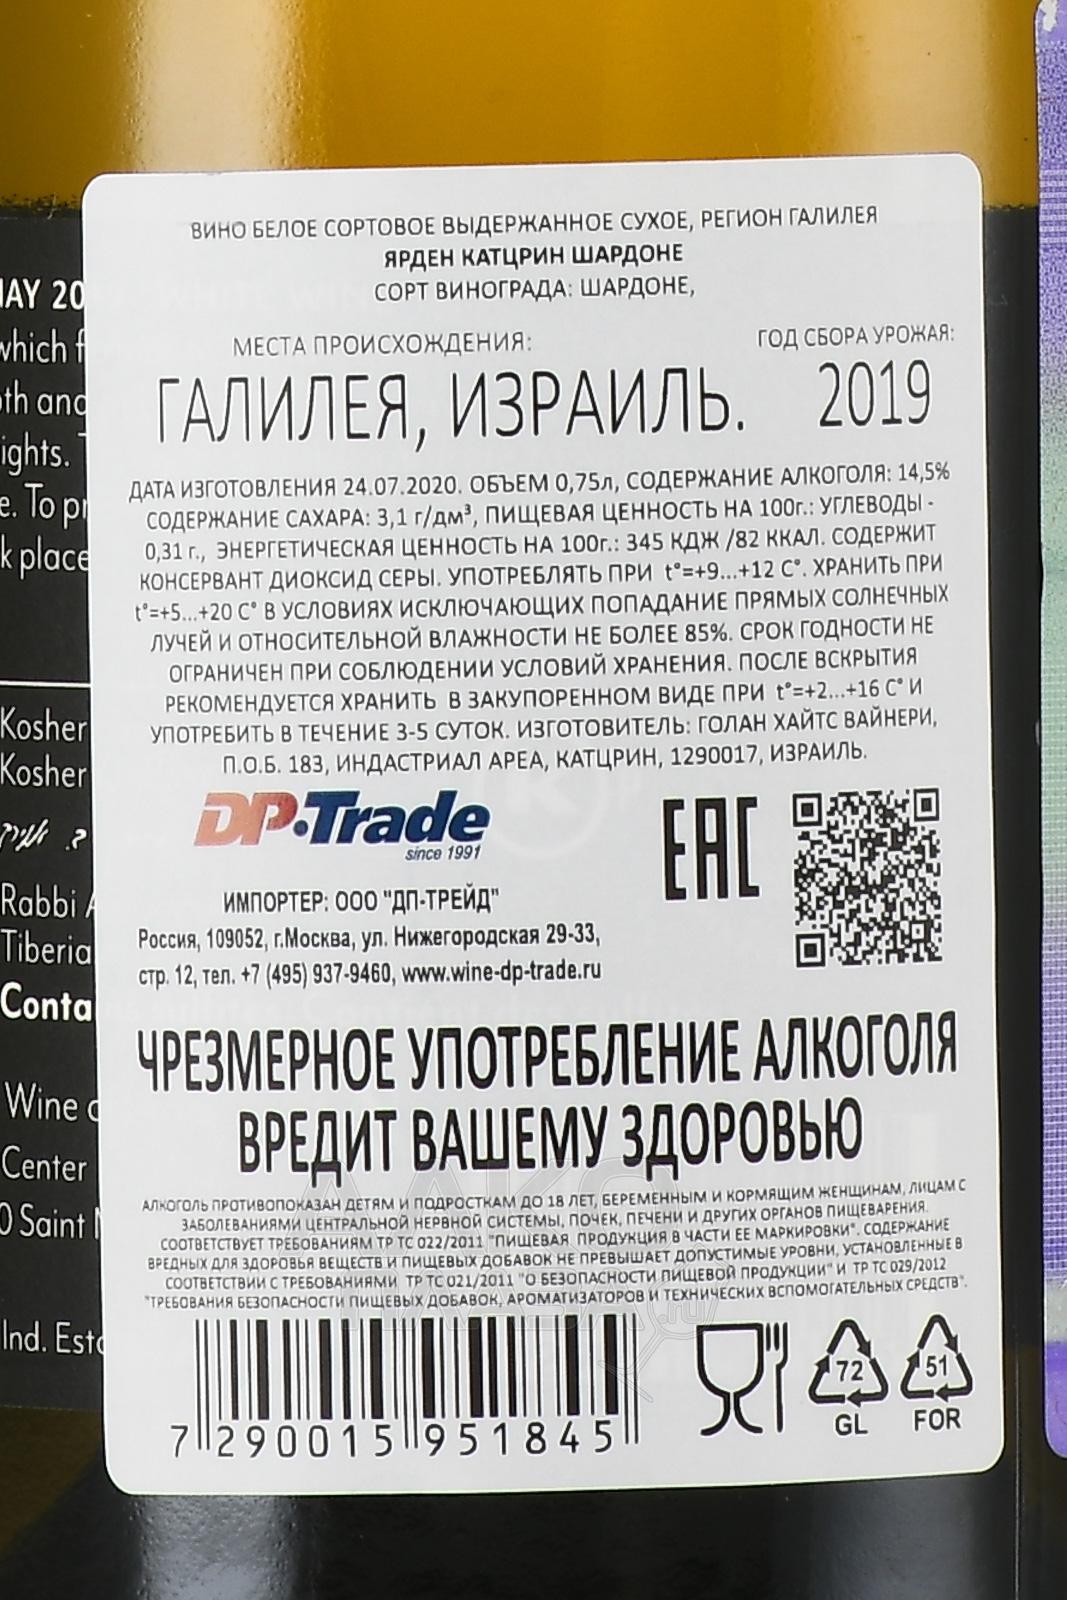 ВИНО БЕЛОЕ СОРТОВОЕ ВЫДЕРЖАННОЕ СУХОЕ, РЕГИОН ГАЛИЛЕЯ
ЯРДЕН КАТЦРИН ШАРДОНЕ
СОРТ ВИНОГРАДА: ШАРДОНЕ,
МЕСТА ПРОИСХОЖДЕНИЯ:
ГАЛИЛЕЯ, ИЗРАИЛЬ.
ГОД СБОРА УРОЖАЯ:
2019
ДАТА ИЗГОТОВЛЕНИЯ 24.07.2020. ОБЪЕМ 0,75л, СОДЕРЖАНИЕ АЛКОГОЛЯ: 14,5%
СОДЕРЖАНИЕ САХАРА: 3,1 г/дм³, ПИЩЕВАЯ ЦЕННОСТЬ НА 100г.: УГЛЕВОДЫ -
0,31 г., ЭНЕРГЕТИЧЕСКАЯ ЦЕННОСТЬ НА 100г.: 345 КДЖ /82 ККАЛ. СОДЕРЖИТ
КОНСЕРВАНТ ДИОКСИД СЕРЫ. УПОТРЕБЛЯТЬ ПРИ t°=+9...+12 C°. ХРАНИТЬ ПРИ
t°=+5...+20 C° В УСЛОВИЯХ ИСКЛЮЧАЮЩИХ ПОПАДАНИЕ ПРЯМЫХ СОЛНЕЧНЫХ
ЛУЧЕЙ И ОТНОСИТЕЛЬНОЙ ВЛАЖНОСТИ НЕ БОЛЕЕ 85%. СРОК ГОДНОСТИ НЕ
ОГРАНИЧЕН ПРИ СОБЛЮДЕНИИ УСЛОВИЙ ХРАНЕНИЯ. ПОСЛЕ ВСКРЫТИЯ
РЕКОМЕНДУЕТСЯ ХРАНИТЬ В ЗАКУПОРЕННОМ ВИДЕ ПРИ t°=+2...+16 C° И
УПОТРЕБИТЬ В ТЕЧЕНИЕ 3-5 СУТОК. ИЗГОТОВИТЕЛЬ: ГОЛАН ХАЙТС ВАЙНЕРИ,
П.О.Б. 183, ИНДАСТРИАЛ АРЕА, КАТЦРИН, 1290017, ИЗРАИЛЬ.
DP·Trade
since 1991
EAC
ИМПОРТЕР: ООО "ДП-ТРЕЙД"
Россия, 109052, г.Москва, ул. Нижегородская 29-33,
стр. 12, тел. +7 (495) 937-9460, www.wine-dp-trade.ru
ЧРЕЗМЕРНОЕ УПОТРЕБЛЕНИЕ АЛКОГОЛЯ
ВРЕДИТ ВАШЕМУ ЗДОРОВЬЮ
АЛКОГОЛЬ ПРОТИВОПОКАЗАН ДЕТЯМ И ПОДРОСТКАМ ДО 18 ЛЕТ, БЕРЕМЕННЫМ И КОРМЯЩИМ ЖЕНЩИНАМ, ЛИЦАМ С
ЗАБОЛЕВАНИЯМИ ЦЕНТРАЛЬНОЙ НЕРВНОЙ СИСТЕМЫ, ПОЧЕК, ПЕЧЕНИ И ДРУГИХ ОРГАНОВ ПИЩЕВАРЕНИЯ.
СООТВЕТСТВУЕТ ТРЕБОВАНИЯМ ТР ТС 022/2011 "ПИЩЕВАЯ ПРОДУКЦИЯ В ЧАСТИ ЕЕ МАРКИРОВКИ". СОДЕРЖАНИЕ
ВРЕДНЫХ ДЛЯ ЗДОРОВЬЯ ВЕЩЕСТВ И ПИЩЕВЫХ ДОБАВОК НЕ ПРЕВЫШАЕТ ДОПУСТИМЫЕ УРОВНИ, УСТАНОВЛЕННЫЕ В
СООТВЕТСТВИИ С ТРЕБОВАНИЯМИ ТР ТС 021/2011 "О БЕЗОПАСНОСТИ ПИЩЕВОЙ ПРОДУКЦИИ" И ТР ТС 029/2012
"ТРЕБОВАНИЯ БЕЗОПАСНОСТИ ПИЩЕВЫХ ДОБАВОК, АРОМАТИЗАТОРОВ И ТЕХНИЧЕСКИХ ВСПОМОГАТЕЛЬНЫХ СРЕДСТВ".
7 290015 951845
72
GL
51
FOR
AY 20
which f
th and
ights.
e. To pr
k place
Kosher
Kosher
Rabbi A
Tiberia
Conta
Wine
Center
0 Saint
Ind. Est